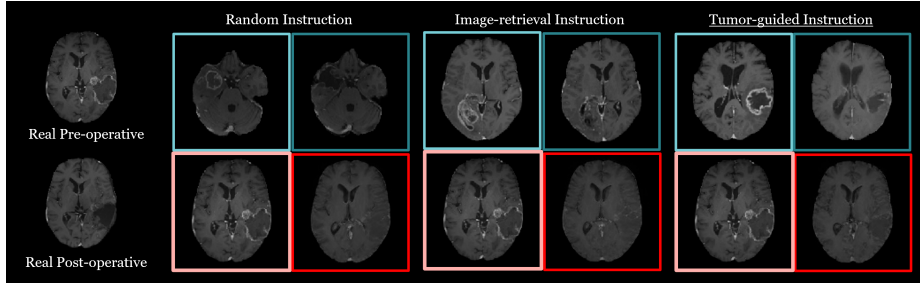 Random Instruction
Image-retrieval Instruction
Tumor-guided Instruction
Real Pre-operative
Real Post-operative